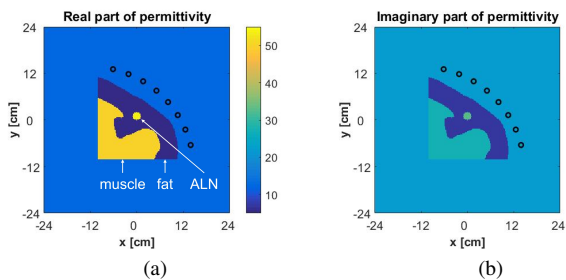 Real part of permittivity
24
12
0
-12
-24
y [cm]
muscle fat ALN
-24 -12 0 12 24
x [cm]
50
40
30
20
10
(a)
Imaginary part of permittivity
24
12
0
-12
-24
y [cm]
-24 -12 0 12 24
x [cm]
(b)